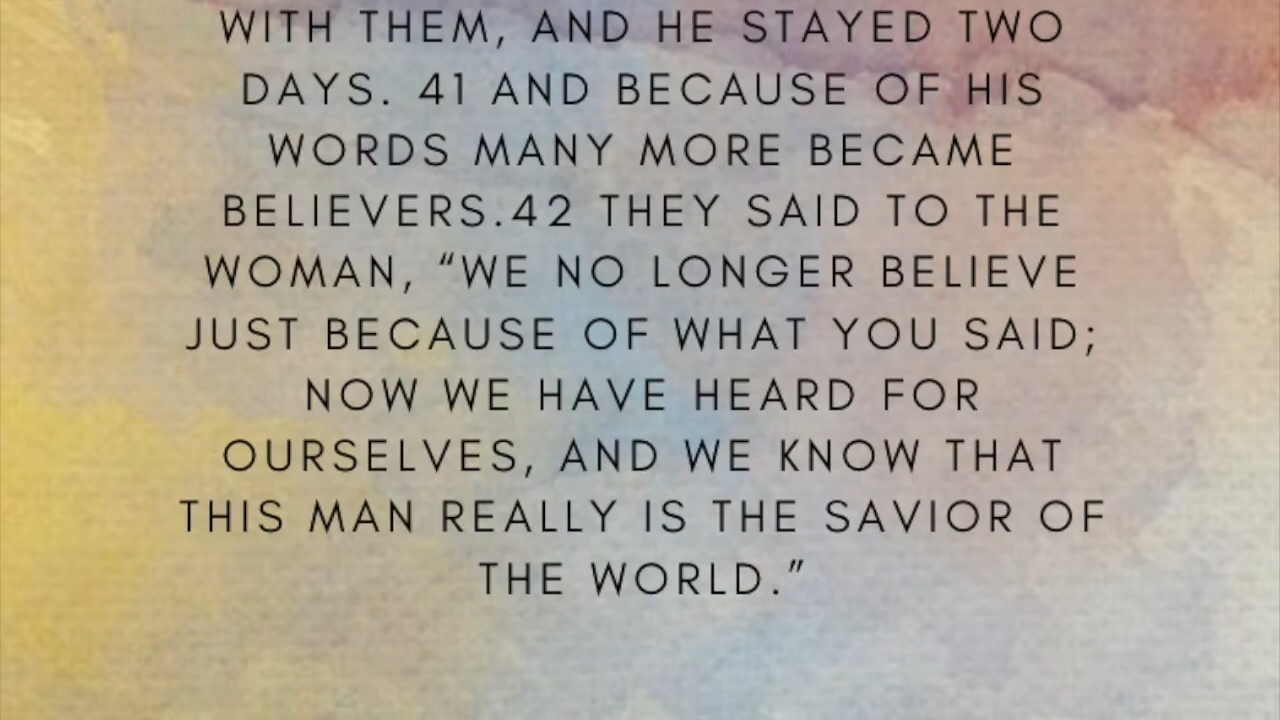 WITH THEM, AND HE STAYED TWO
DAYS. 41 AND BECAUSE OF HIS
WORDS MANY MORE BECAME
BELIEVERS.42 THEY SAID TO THE
WOMAN, “WE NO LONGER BELIEVE
JUST BECAUSE OF WHAT YOU SAID;
NOW WE HAVE HEARD FOR
OURSELVES, AND WE KNOW THAT
THIS MAN REALLY IS THE SAVIOR OF
THE WORLD.”